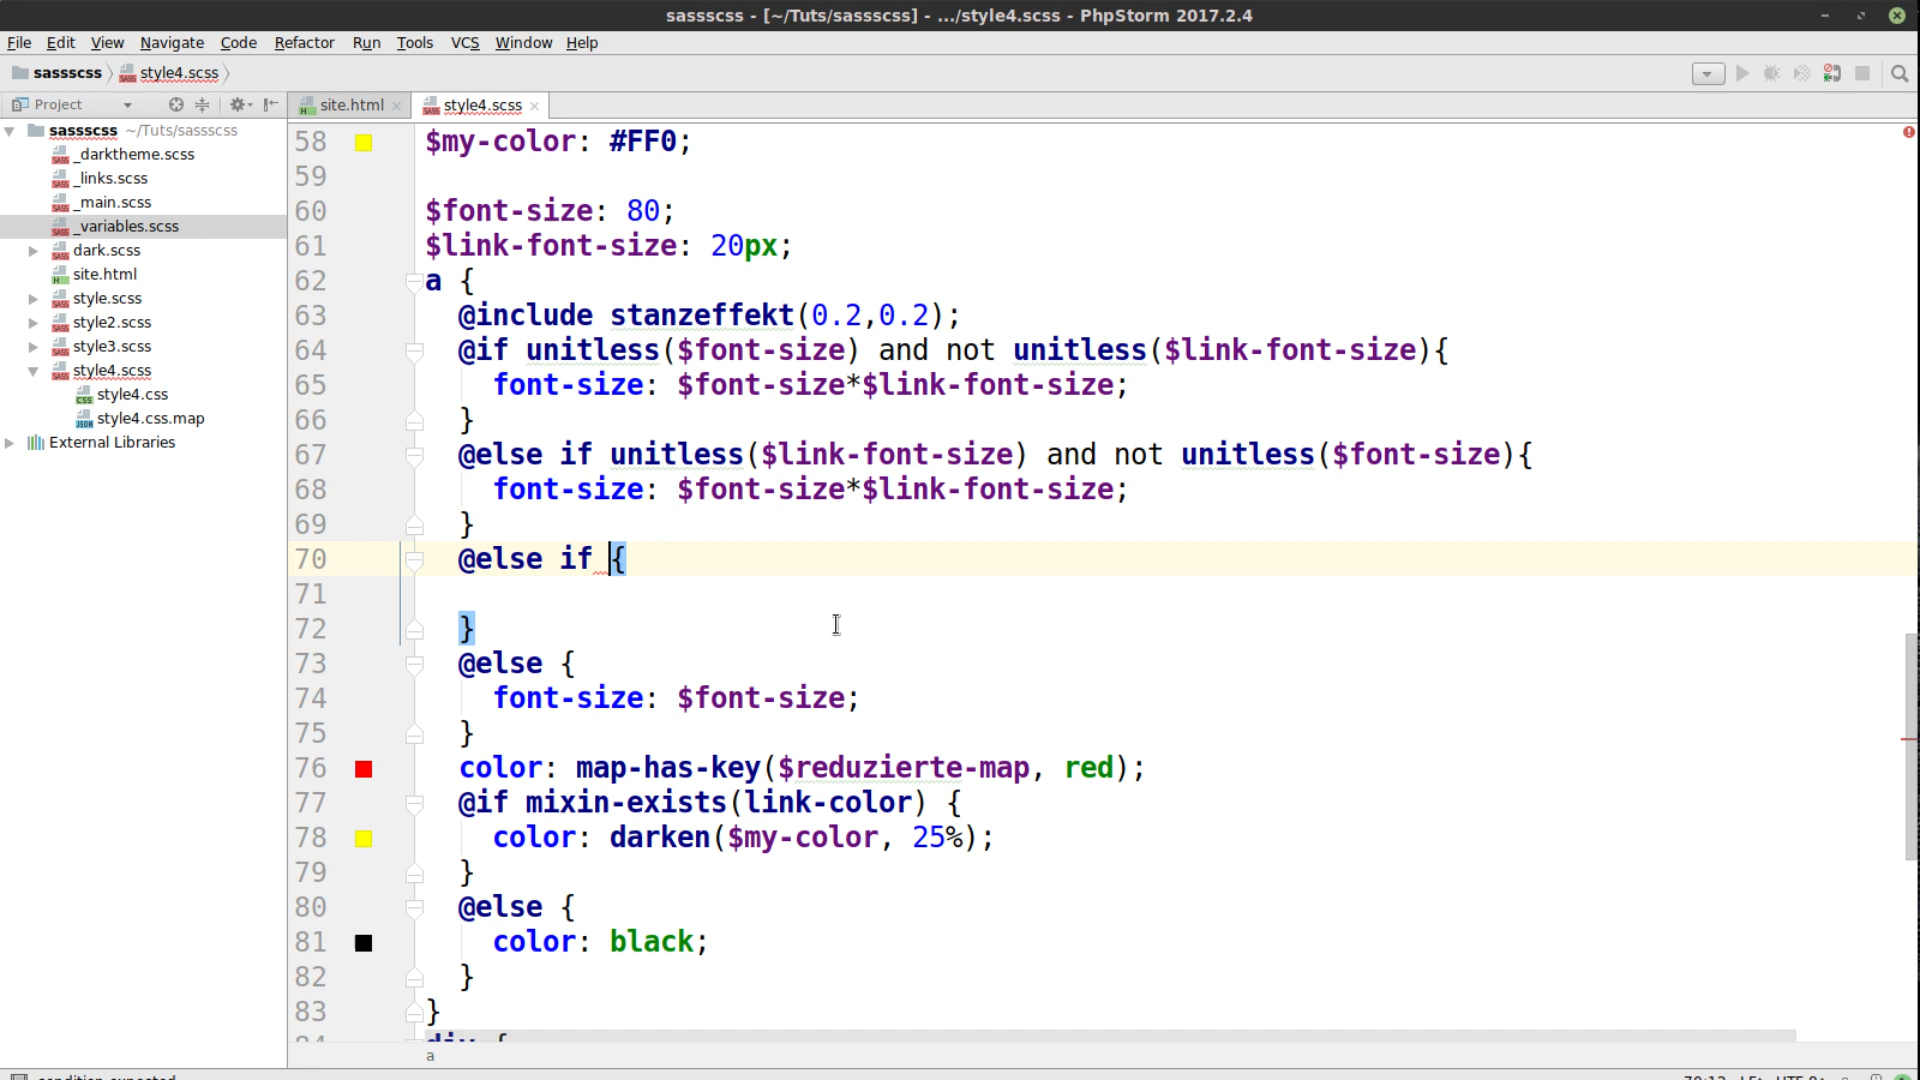 sassscss - [~/Tuts/sassscss] - .../style4.scss - PhpStorm 2017.2.4
File Edit View Navigate Code Refactor Run Tools VCS Window Help
sassscss style4.scss
Project
site.html
style4.scss
sassscss ~/Tuts/sassscss
_darktheme.scss
_links.scss
_main.scss
_variables.scss
dark.scss
site.html
style.scss
style2.scss
style3.scss
style4.scss
style4.css
style4.css.map
External Libraries
58 $my-color: #FF0;
59
60 $font-size: 80;
61 $link-font-size: 20px;
62 a {
63 @include stanzeffekt(0.2,0.2);
64 @if unitless($font-size) and not unitless($link-font-size){
65 font-size: $font-size*$link-font-size;
66 }
67 @else if unitless($link-font-size) and not unitless($font-size){
68 font-size: $font-size*$link-font-size;
69 }
70 @else if {
71
72 }
73 @else {
74 font-size: $font-size;
75 }
76 color: map-has-key($reduzierte-map, red);
77 @if mixin-exists(link-color) {
78 color: darken($my-color, 25%);
79 }
80 @else {
81 color: black;
82 }
83 }
84 div {
a
condition expected